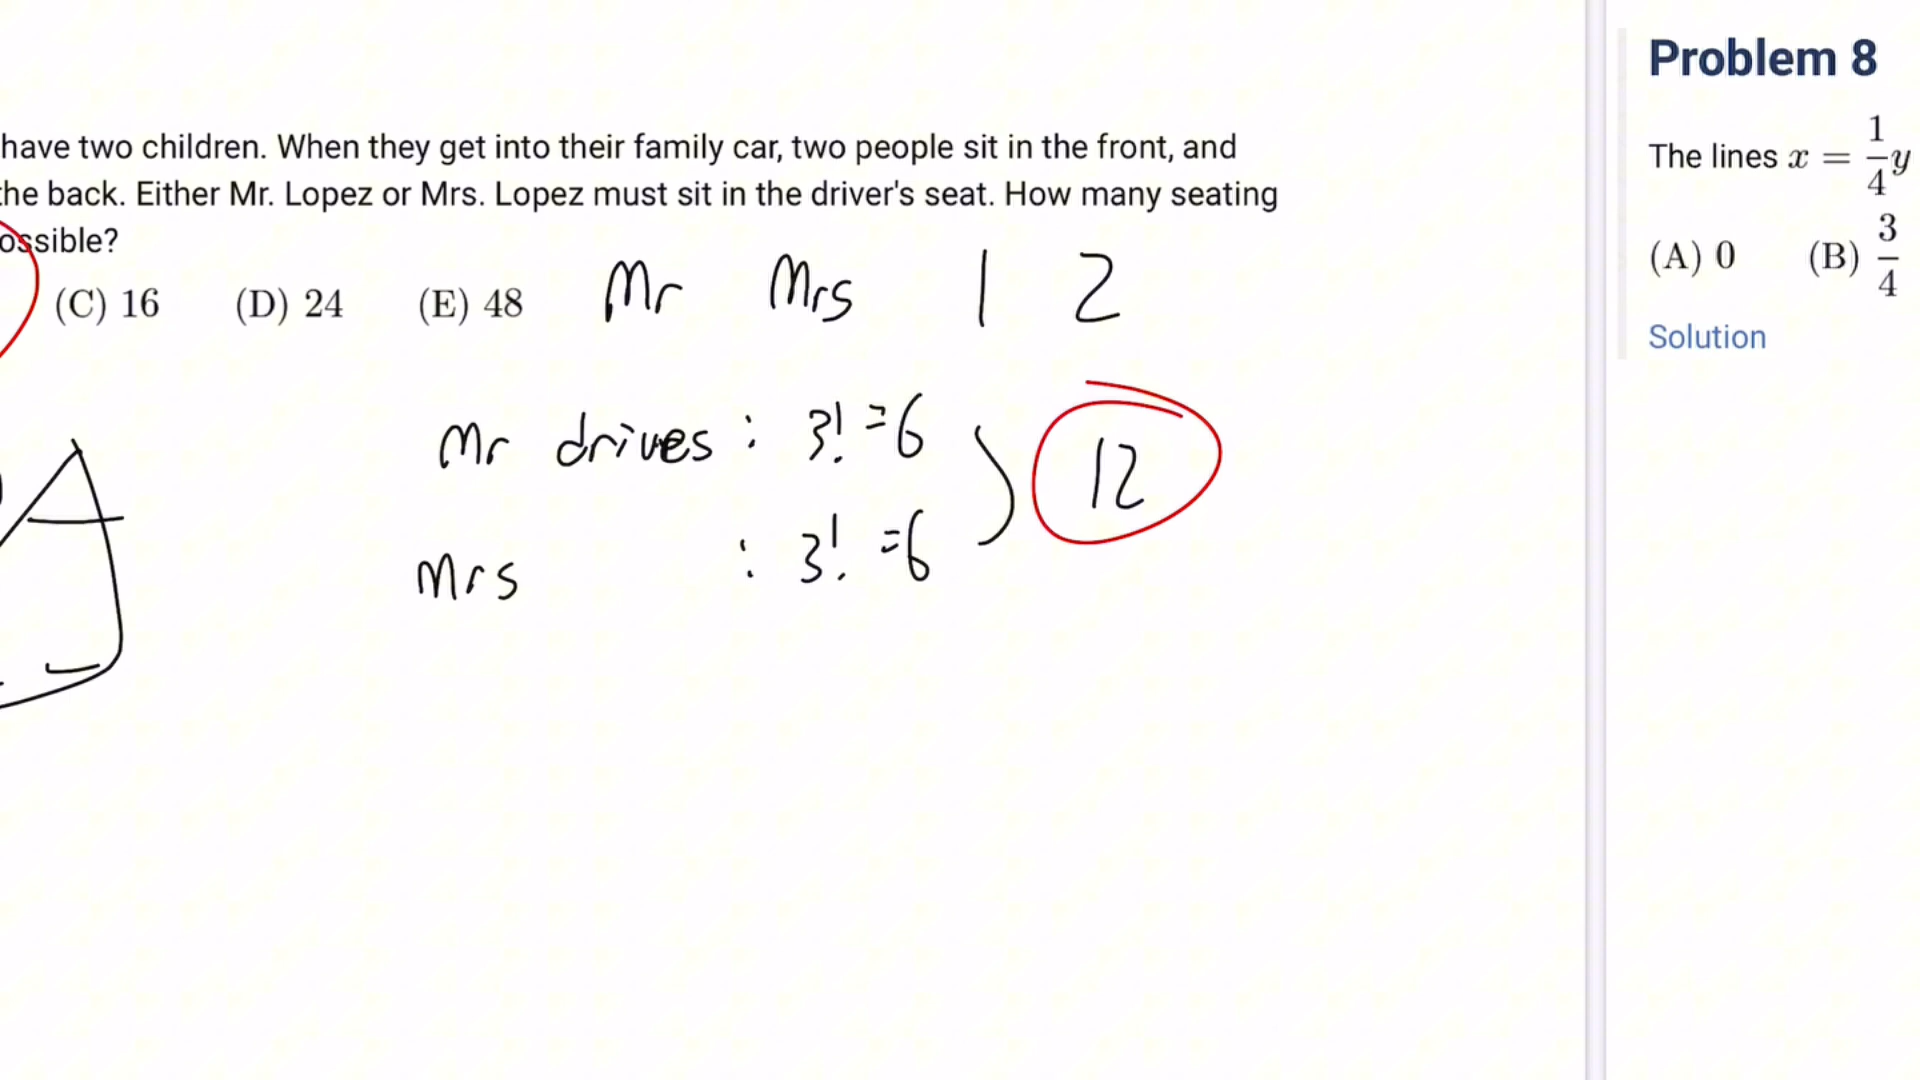 have two children. When they get into their family car, two people sit in the front, and
the back. Either Mr. Lopez or Mrs. Lopez must sit in the driver's seat. How many seating
ossible?
(C) 16 (D) 24 (E) 48
Mr Mrs 1 2
Mr drives : 3! = 6
12
Mrs : 3! = 6
A
Problem 8
The lines x = 1/4 y
(A) 0 (B) 3/4
Solution